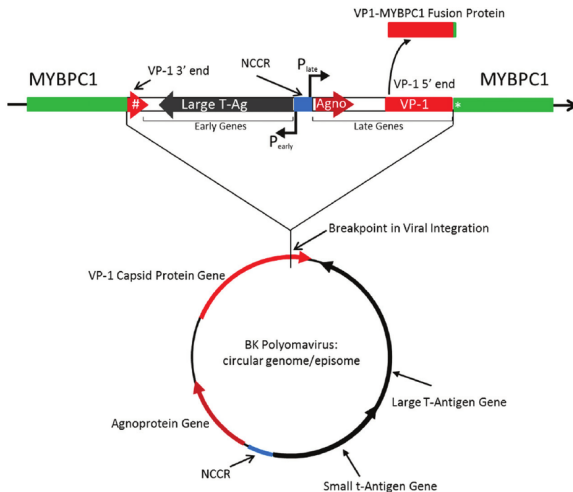 VP1-MYBPC1 Fusion Protein
MYBPC1
VP-1 3’ end
NCCR
Plate
VP-1 5’ end
MYBPC1
#
Large T-Ag
Agno
VP-1
*
Early Genes
Pearly
Late Genes
Breakpoint in Viral Integration
VP-1 Capsid Protein Gene
BK Polyomavirus:
circular genome/episome
Large T-Antigen Gene
Agnoprotein Gene
NCCR
Small t-Antigen Gene